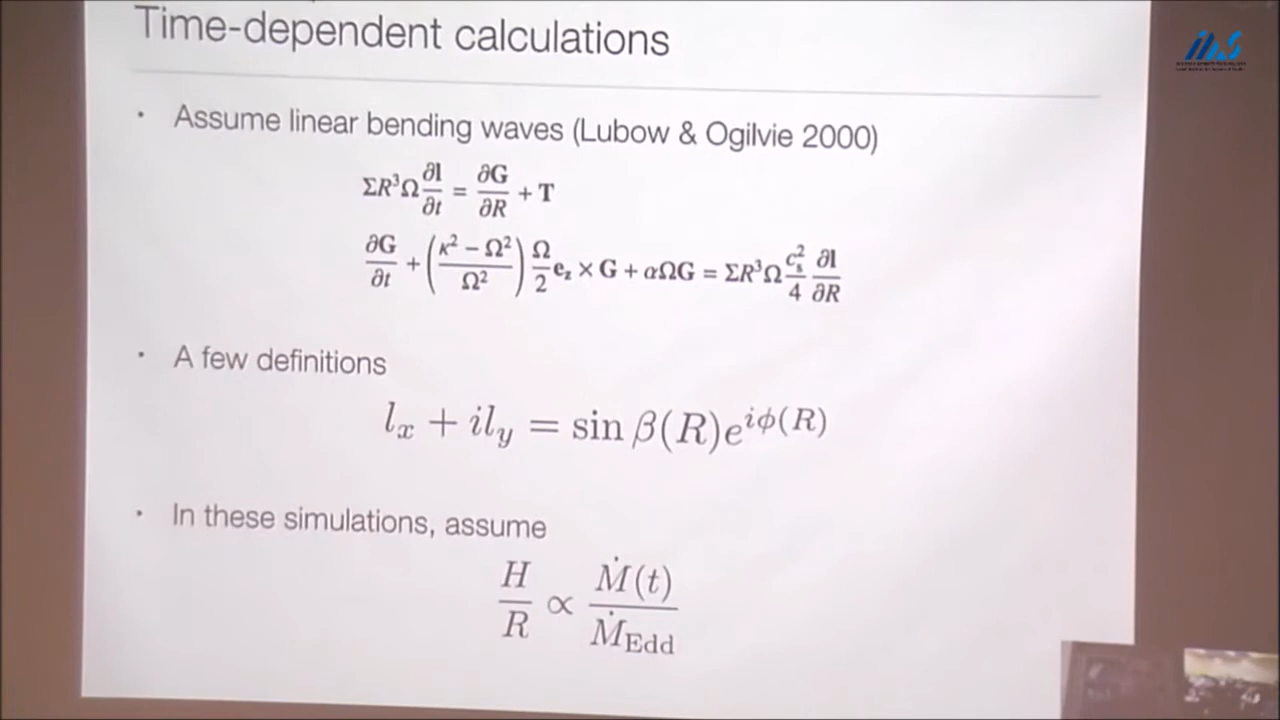 Time-dependent calculations
• Assume linear bending waves (Lubow & Ogilvie 2000)
ΣR³Ω ∂l/∂t = ∂G/∂R + T
∂G/∂t + ((κ² − Ω²)/Ω²) Ω/2 e_z × G + αΩG = ΣR³Ω c_s²/4 ∂l/∂R
• A few definitions
l_x + il_y = sin β(R)e^{iϕ(R)}
• In these simulations, assume
H/R ∝ Ṁ(t)/Ṁ_Edd